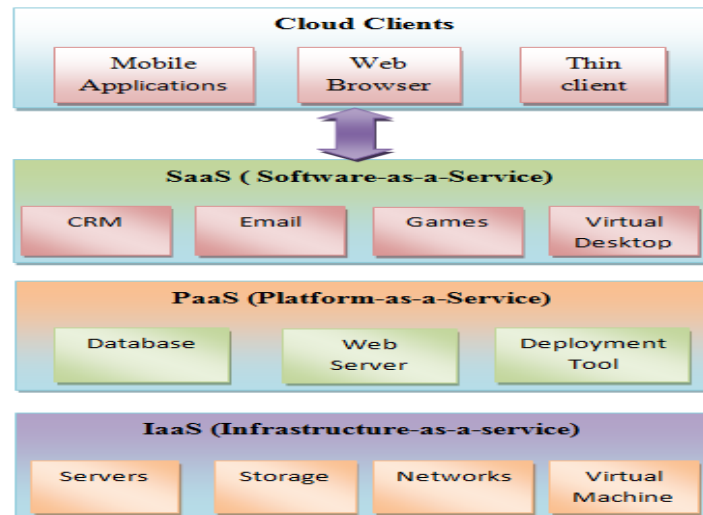 Cloud Clients
Mobile
Applications
Web
Browser
Thin
client
SaaS ( Software-as-a-Service)
CRM
Email
Games
Virtual
Desktop
PaaS (Platform-as-a-Service)
Database
Web
Server
Deployment
Tool
IaaS (Infrastructure-as-a-service)
Servers
Storage
Networks
Virtual
Machine